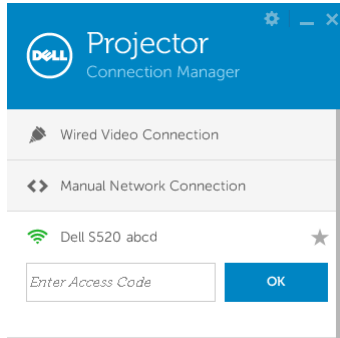 DELL
Projector
Connection Manager
Wired Video Connection
Manual Network Connection
Dell S520 abcd
Enter Access Code
OK